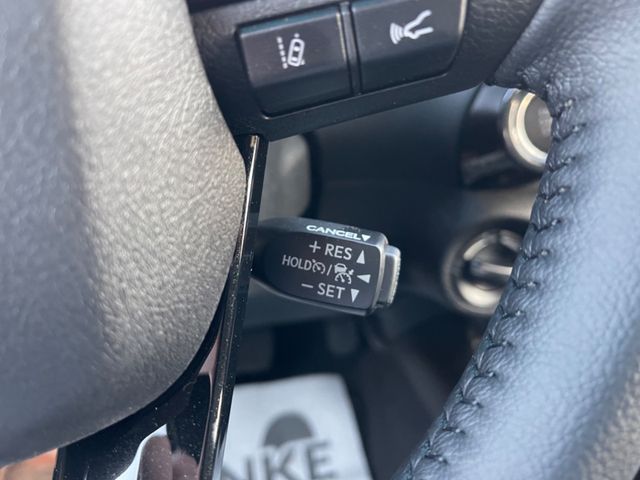 CANCEL▼
+ RES ▲
HOLD / ◀
− SET ▼
NKE